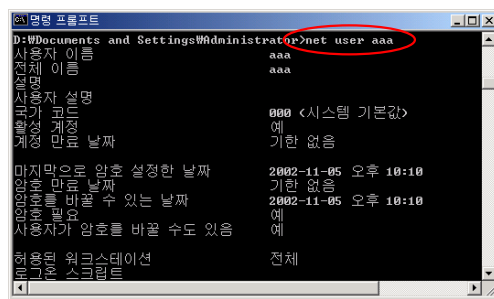 명령 프롬프트
D:₩Documents and Settings₩Administrator>net user aaa
사용자 이름 aaa
전체 이름 aaa
설명
사용자 설명
국가 코드 000 (시스템 기본값)
활성 계정 예
계정 만료 날짜 기한 없음
마지막으로 암호 설정한 날짜 2002-11-05 오후 10:10
암호 만료 날짜 기한 없음
암호를 바꿀 수 있는 날짜 2002-11-05 오후 10:10
암호 필요 예
사용자가 암호를 바꿀 수도 있음 예
허용된 워크스테이션 전체
로그온 스크립트